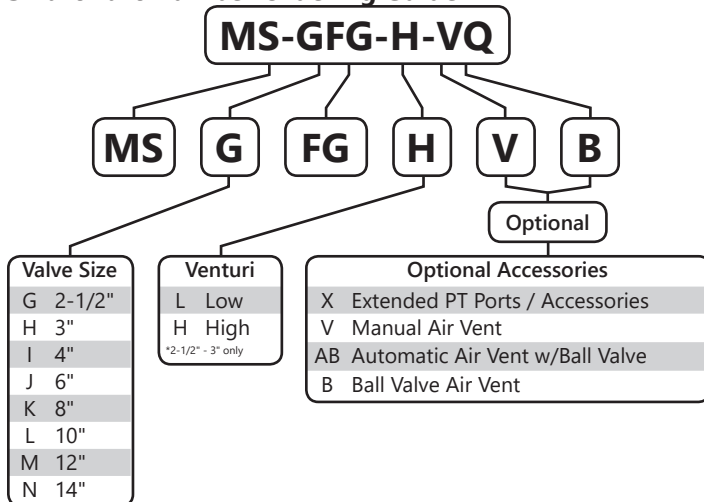 MS-GFG-H-VQ
MS G FG H V B
Optional
Valve Size
G 2-1/2"
H 3"
I 4"
J 6"
K 8"
L 10"
M 12"
N 14"
Venturi
L Low
H High
*2-1/2" - 3" only
Optional Accessories
X Extended PT Ports / Accessories
V Manual Air Vent
AB Automatic Air Vent w/Ball Valve
B Ball Valve Air Vent